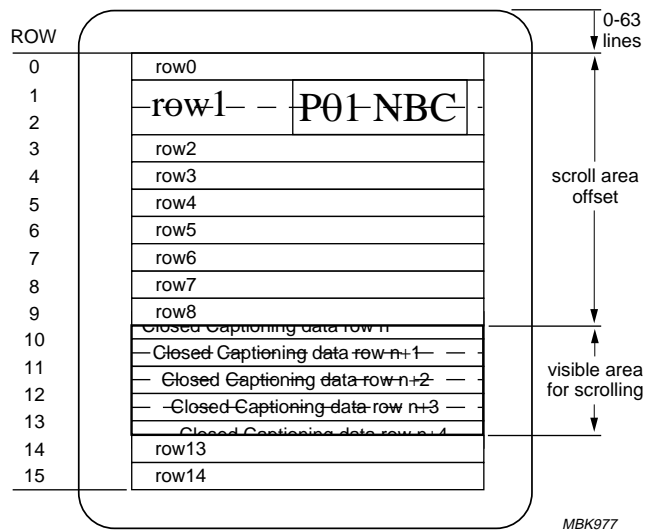 0-63
lines
ROW
0 row0
1 row1 P01 NBC
2
3 row2
4 row3
5 row4
6 row5
7 row6
8 row7
9 row8
scroll area
offset
10 Closed Captioning data row n
Closed Captioning data row n+1
11
Closed Captioning data row n+2
12
Closed Captioning data row n+3
13
Closed Captioning data row n+4
visible area
for scrolling
14 row13
15 row14
MBK977